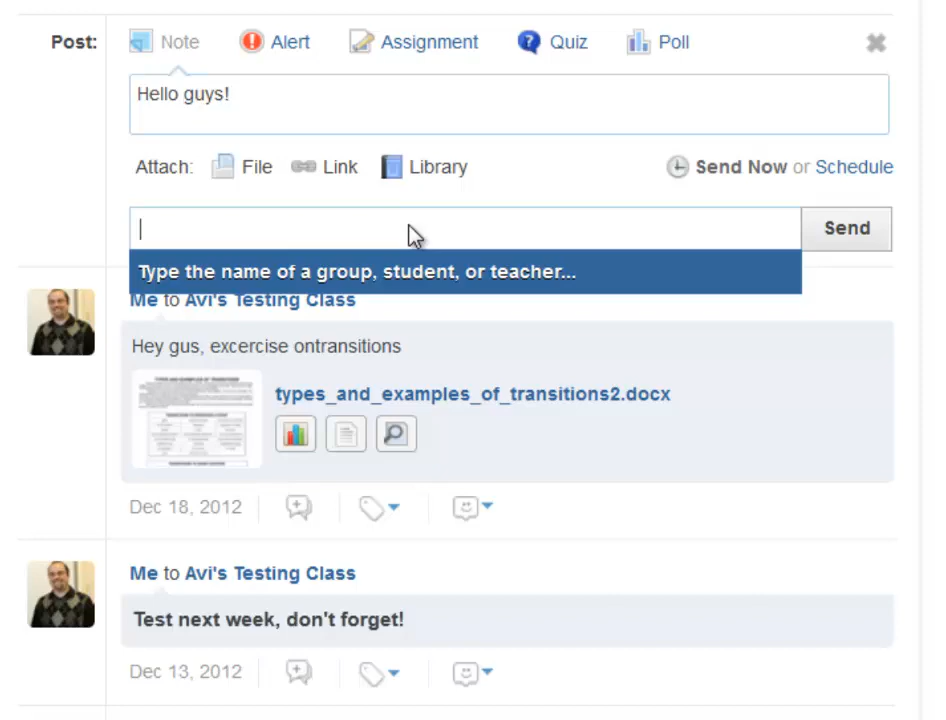 Post: Note Alert Assignment Quiz Poll
Hello guys!
Attach: File Link Library Send Now or Schedule
Send
Type the name of a group, student, or teacher...
Me to Avi's Testing Class
Hey gus, excercise ontransitions
types_and_examples_of_transitions2.docx
Dec 18, 2012
Me to Avi's Testing Class
Test next week, don't forget!
Dec 13, 2012